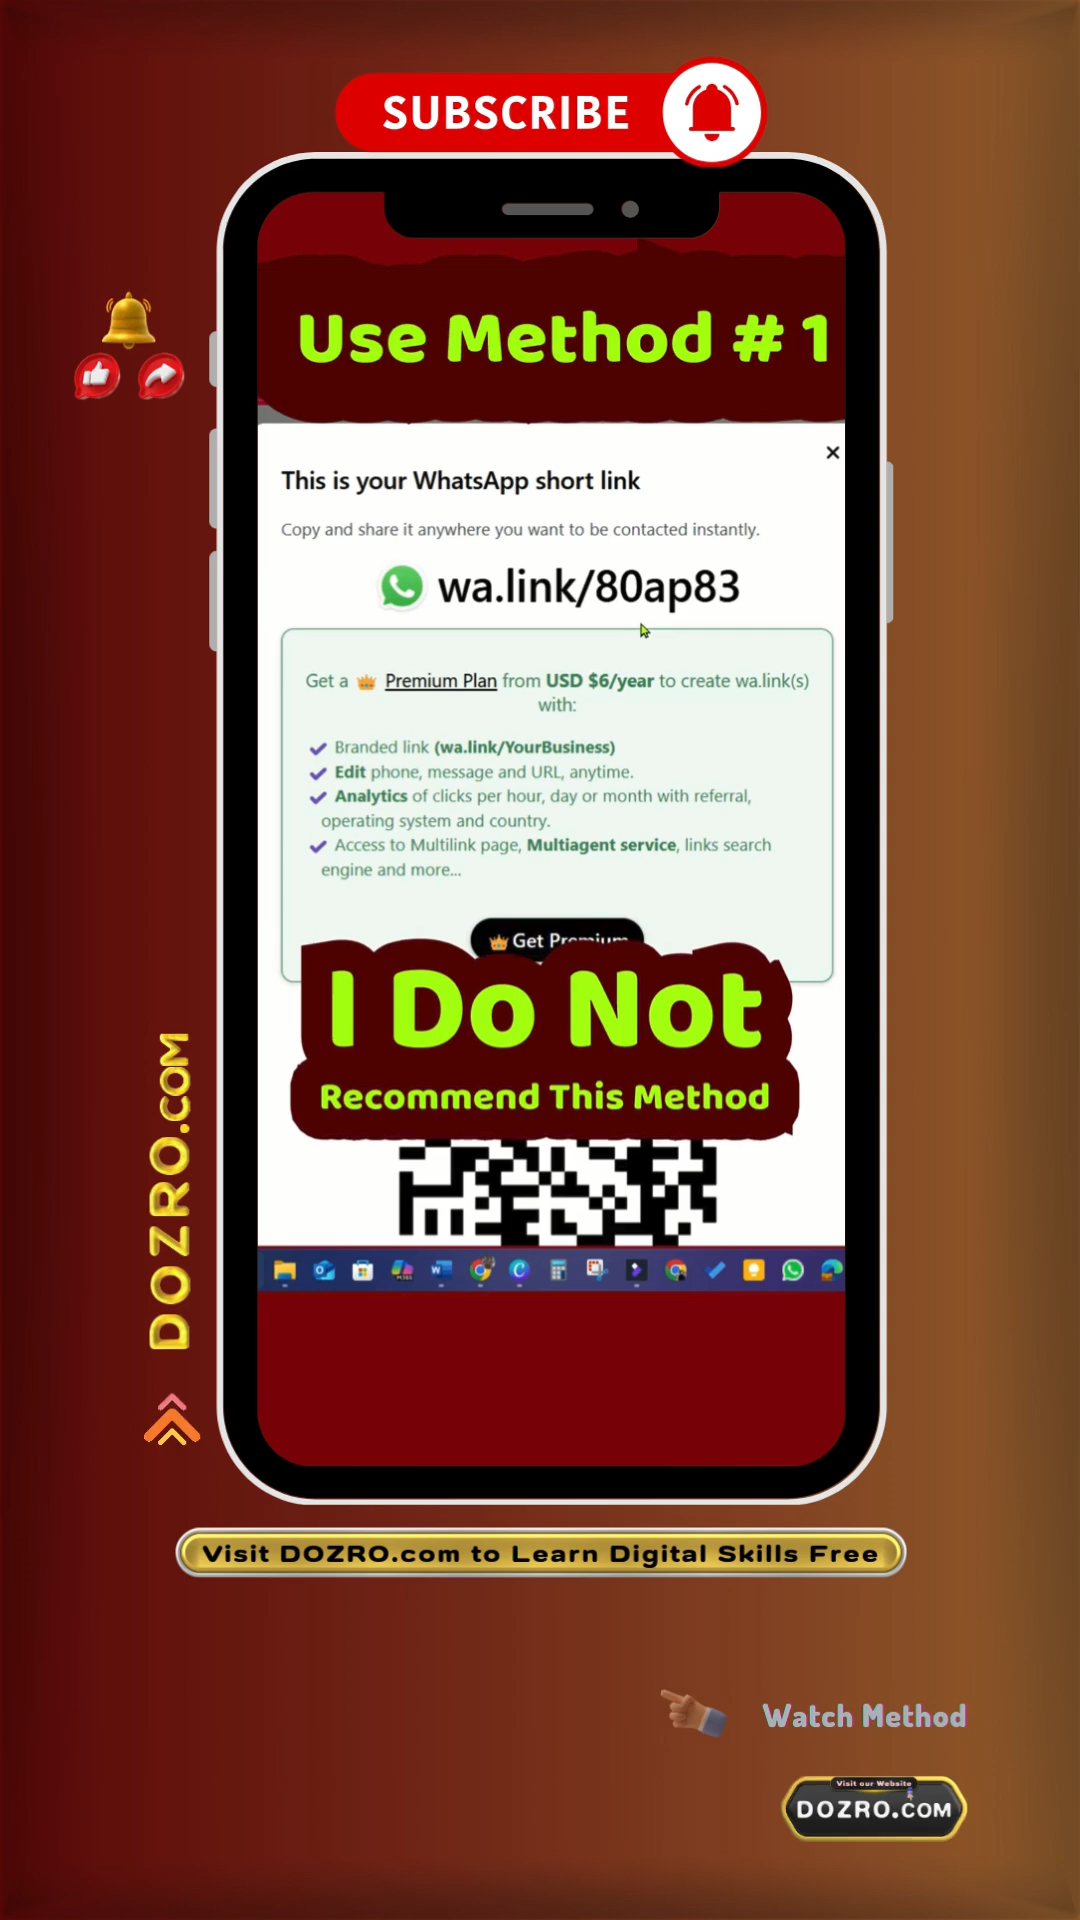 SUBSCRIBE
Use Method # 1
This is your WhatsApp short link
Copy and share it anywhere you want to be contacted instantly.
wa.link/80ap83
Get a Premium Plan from USD $6/year to create wa.link(s)
with:
Branded link (wa.link/YourBusiness)
Edit phone, message and URL, anytime.
Analytics of clicks per hour, day or month with referral,
operating system and country.
Access to Multilink page, Multiagent service, links search
engine and more...
Get Premium
I Do Not
Recommend This Method
DOZRO.COM
Visit DOZRO.com to Learn Digital Skills Free
Watch Method
Visit our Website
DOZRO.COM